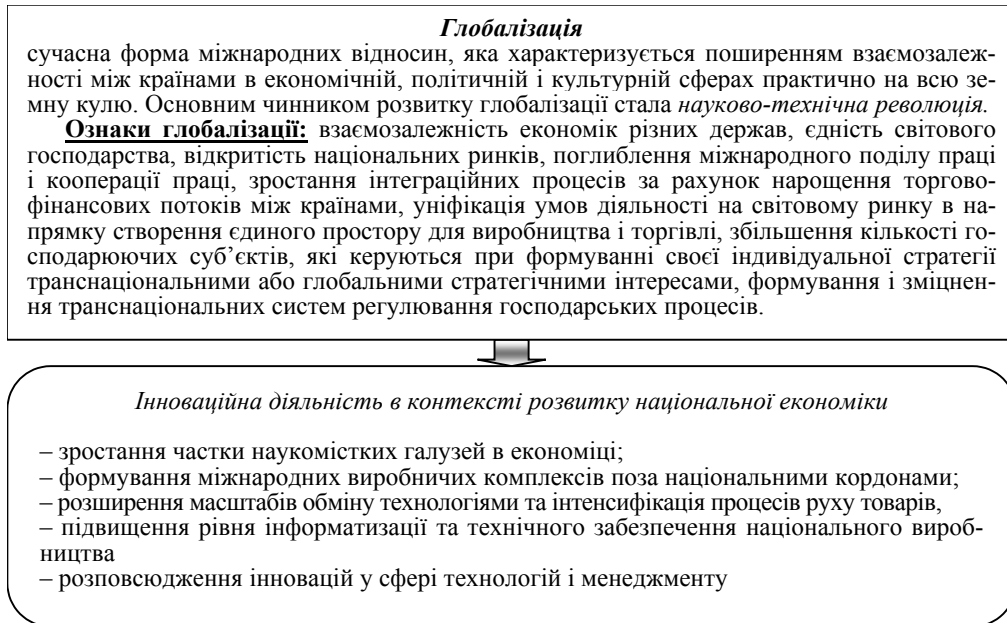 Глобалізація
сучасна форма міжнародних відносин, яка характеризується поширенням взаємозалеж-
ності між країнами в економічній, політичній і культурній сферах практично на всю зе-
мну кулю. Основним чинником розвитку глобалізації стала науково-технічна революція.
Ознаки глобалізації: взаємозалежність економік різних держав, єдність світового
господарства, відкритість національних ринків, поглиблення міжнародного поділу праці
і кооперації праці, зростання інтеграційних процесів за рахунок нарощення торгово-
фінансових потоків між країнами, уніфікація умов діяльності на світовому ринку в на-
прямку створення єдиного простору для виробництва і торгівлі, збільшення кількості го-
сподарюючих суб’єктів, які керуються при формуванні своєї індивідуальної стратегії
транснаціональними або глобальними стратегічними інтересами, формування і зміцнен-
ня транснаціональних систем регулювання господарських процесів.
Інноваційна діяльність в контексті розвитку національної економіки
– зростання частки наукомістких галузей в економіці;
– формування міжнародних виробничих комплексів поза національними кордонами;
– розширення масштабів обміну технологіями та інтенсифікація процесів руху товарів,
– підвищення рівня інформатизації та технічного забезпечення національного вироб-
ництва
– розповсюдження інновацій у сфері технологій і менеджменту